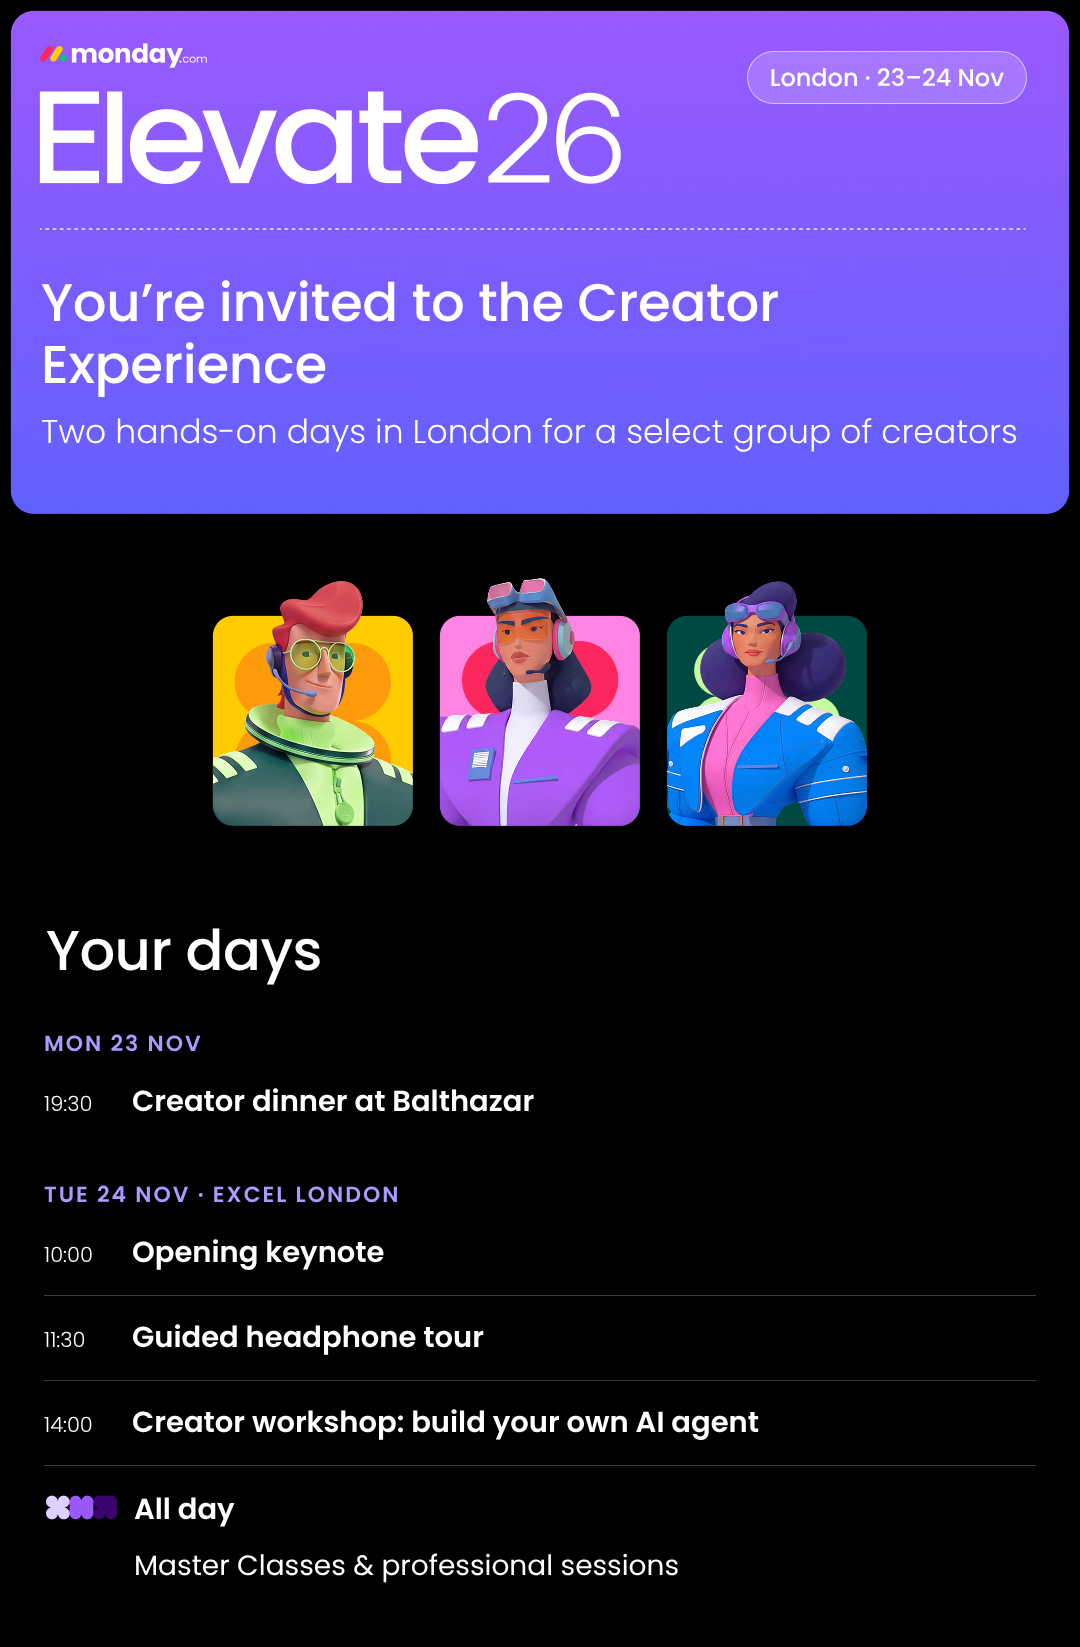 monday.com
London · 23–24 Nov
Elevate26
You’re invited to the Creator
Experience
Two hands-on days in London for a select group of creators
Your days
MON 23 NOV
19:30 Creator dinner at Balthazar
TUE 24 NOV · EXCEL LONDON
10:00 Opening keynote
11:30 Guided headphone tour
14:00 Creator workshop: build your own AI agent
All day
Master Classes & professional sessions